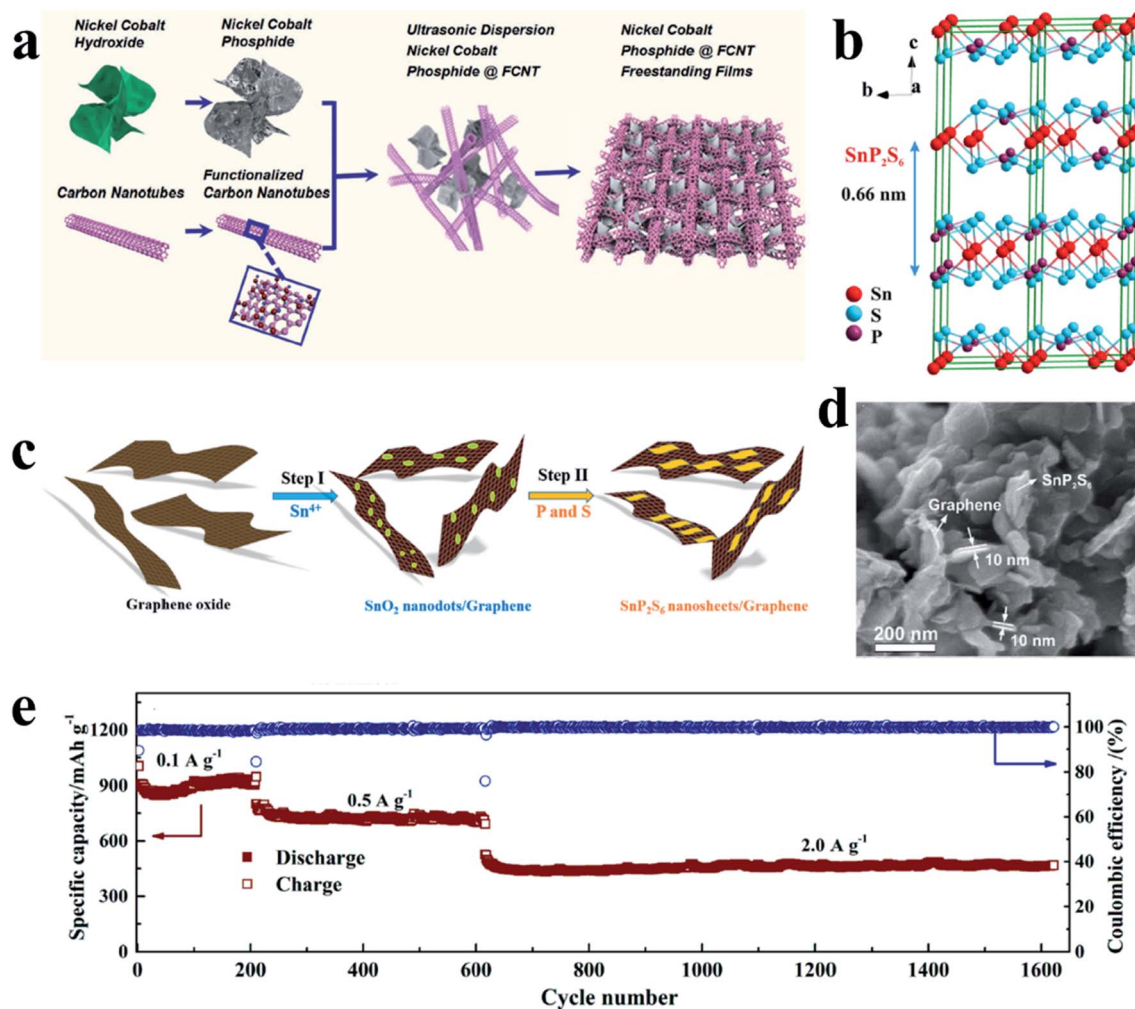 a
Nickel Cobalt
Hydroxide
Nickel Cobalt
Phosphide
Ultrasonic Dispersion
Nickel Cobalt
Phosphide @ FCNT
Nickel Cobalt
Phosphide @ FCNT
Freestanding Films
Carbon Nanotubes
Functionalized
Carbon Nanotubes
b
c
b
a
SnP₂S₆
0.66 nm
Sn
S
P
c
Step I
Sn⁴⁺
Step II
P and S
Graphene oxide
SnO₂ nanodots/Graphene
SnP₂S₆ nanosheets/Graphene
d
SnP₂S₆
Graphene
10 nm
10 nm
200 nm
e
Specific capacity/mAh g⁻¹
1200
900
600
300
0
0.1 A g⁻¹
0.5 A g⁻¹
2.0 A g⁻¹
Discharge
Charge
100
80
60
40
20
0
Coulombic efficiency /(%)
0 200 400 600 800 1000 1200 1400 1600
Cycle number